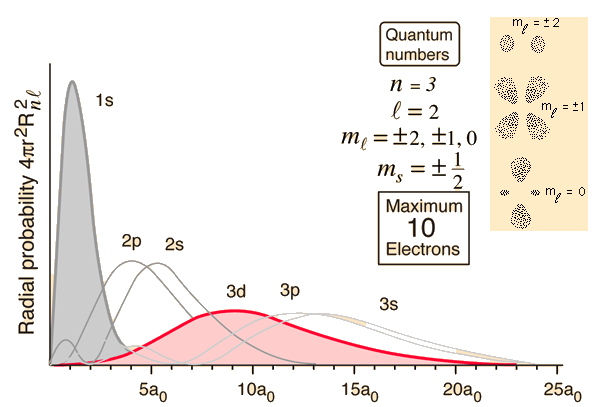 Radial probability 4πr²R²nℓ
1s
2p
2s
3d
3p
3s
5a₀
10a₀
15a₀
20a₀
25a₀
Quantum
numbers
n = 3
ℓ = 2
mℓ = ±2, ±1, 0
mₛ = ± 1/2
Maximum
10
Electrons
mℓ = ± 2
mℓ = ±1
mℓ = 0